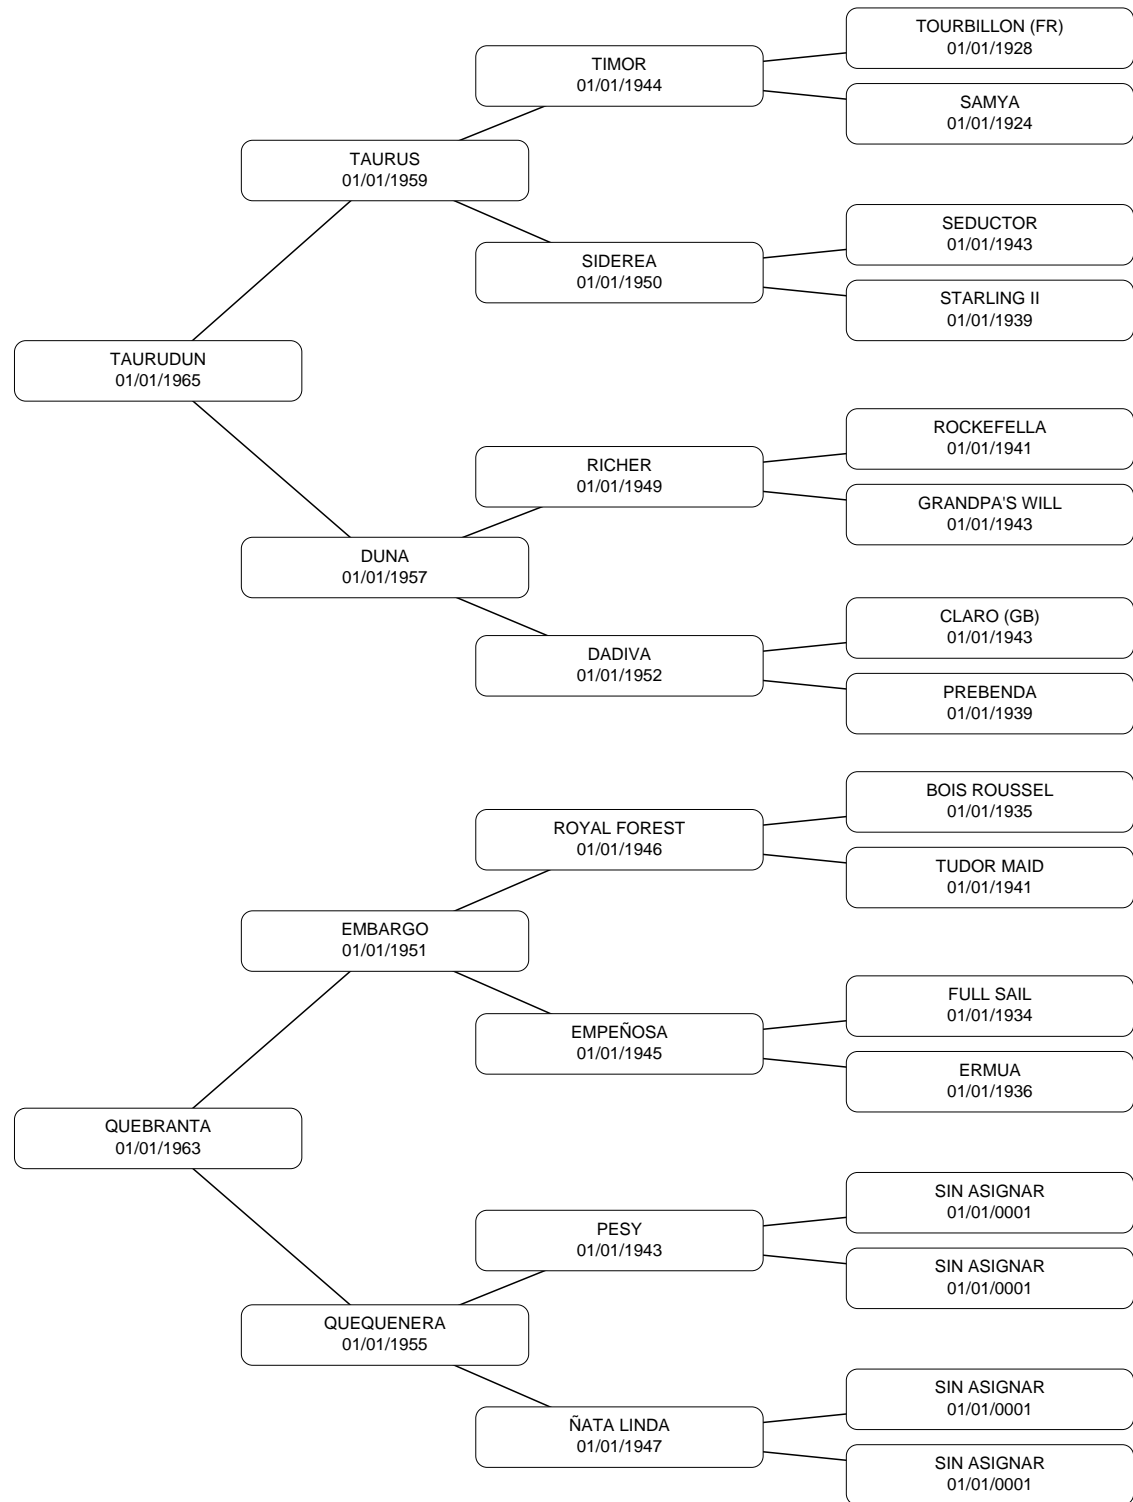 TOURBILLON (FR)
01/01/1928
TIMOR
01/01/1944
SAMYA
01/01/1924
TAURUS
01/01/1959
SEDUCTOR
01/01/1943
SIDEREA
01/01/1950
STARLING II
01/01/1939
TAURUDUN
01/01/1965
ROCKEFELLA
01/01/1941
RICHER
01/01/1949
GRANDPA'S WILL
01/01/1943
DUNA
01/01/1957
CLARO (GB)
01/01/1943
DADIVA
01/01/1952
PREBENDA
01/01/1939
BOIS ROUSSEL
01/01/1935
ROYAL FOREST
01/01/1946
TUDOR MAID
01/01/1941
EMBARGO
01/01/1951
FULL SAIL
01/01/1934
EMPEÑOSA
01/01/1945
ERMUA
01/01/1936
QUEBRANTA
01/01/1963
SIN ASIGNAR
01/01/0001
PESY
01/01/1943
SIN ASIGNAR
01/01/0001
QUEQUENERA
01/01/1955
SIN ASIGNAR
01/01/0001
ÑATA LINDA
01/01/1947
SIN ASIGNAR
01/01/0001